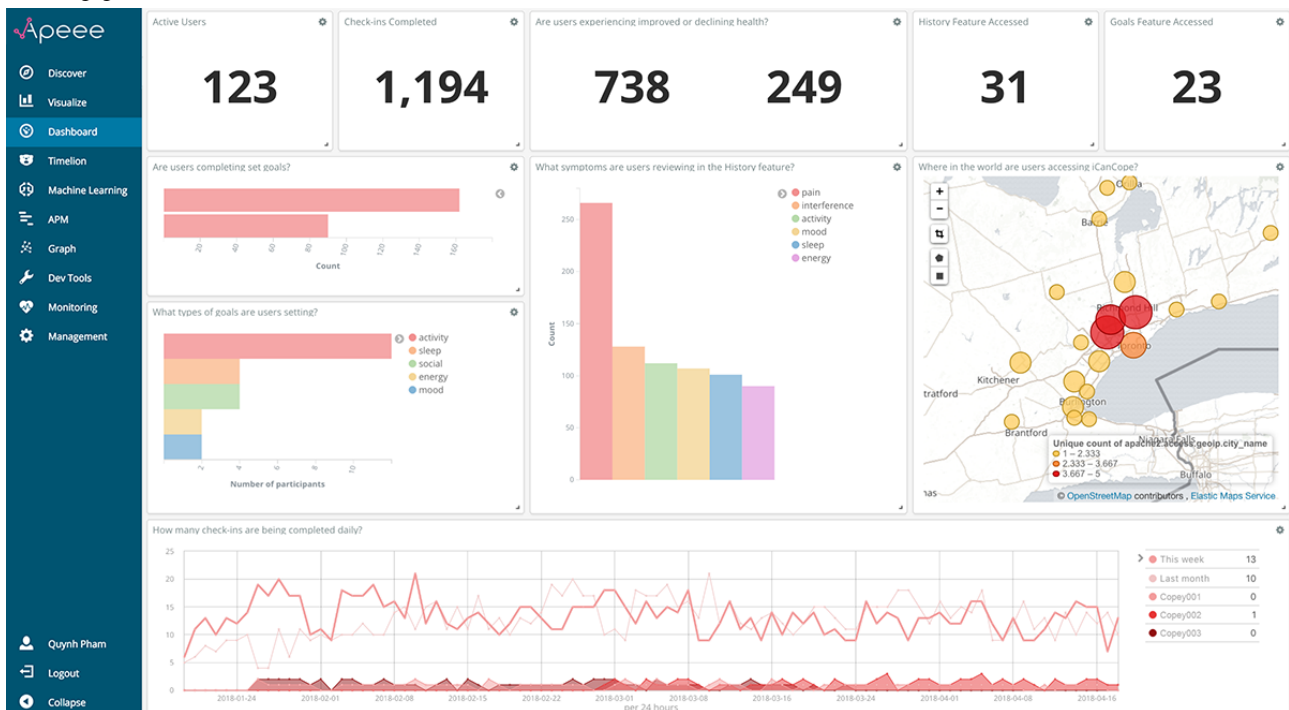 Apeee
Discover
Visualize
Dashboard
Timelion
Machine Learning
APM
Graph
Dev Tools
Monitoring
Management
Quynh Pham
Logout
Collapse
Active Users
123
Check-ins Completed
1,194
Are users experiencing improved or declining health?
738 249
History Feature Accessed
31
Goals Feature Accessed
23
Are users completing set goals?
20 40 60 80 100 120 140 160
Count
What types of goals are users setting?
activity
sleep
social
energy
mood
2 4 6 8 10
Number of participants
What symptoms are users reviewing in the History feature?
pain
interference
activity
mood
sleep
energy
250
200
150
100
50
0
Count
Where in the world are users accessing iCanCope?
+
−
Orillia
Barrie
Richmond Hill
Toronto
Kitchener
tratford
Burlington
Brantford
Niagara Falls
Buffalo
nas
Unique count of apache2.access.geoip.city_name
1 – 2.333
2.333 – 3.667
3.667 – 5
© OpenStreetMap contributors , Elastic Maps Service
How many check-ins are being completed daily?
25
20
15
10
5
0
2018-01-24 2018-02-01 2018-02-08 2018-02-15 2018-02-22 2018-03-01 2018-03-08 2018-03-16 2018-03-24 2018-04-01 2018-04-08 2018-04-16
per 24 hours
This week 13
Last month 10
Copey001 0
Copey002 1
Copey003 0